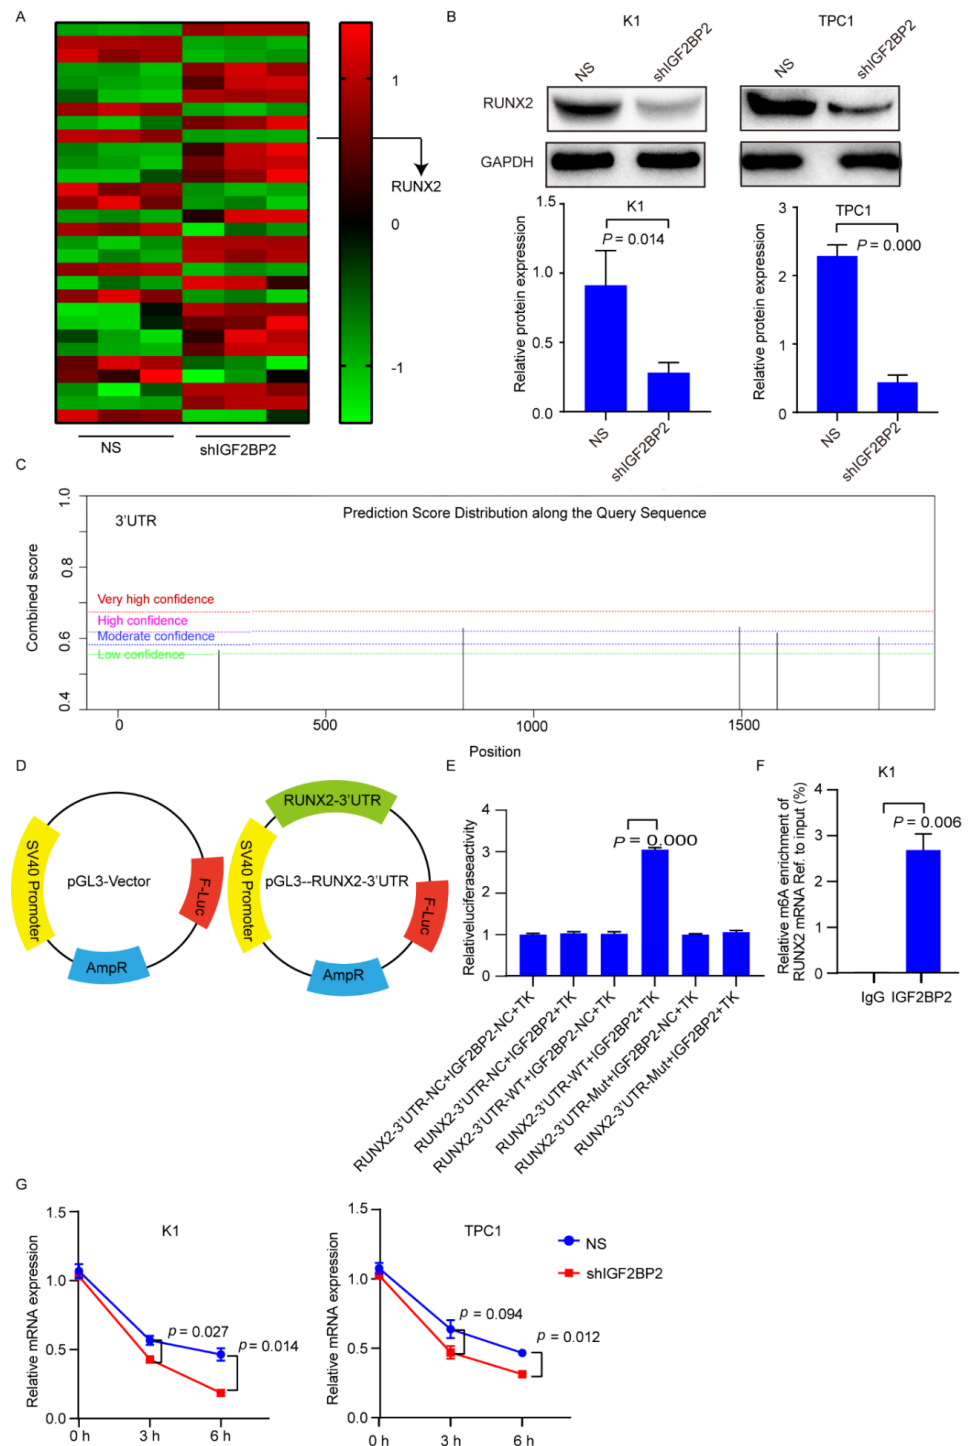 A
1
RUNX2
0
-1
NS
shIGF2BP2
B
K1
TPC1
NS
shIGF2BP2
NS
shIGF2BP2
RUNX2
GAPDH
Relative protein expression
1.5
1.0
0.5
0.0
K1
P = 0.014
NS
shIGF2BP2
Relative protein expression
3
2
1
0
TPC1
P = 0.000
NS
shIGF2BP2
C
Combined score
1.0
0.8
0.6
0.4
3'UTR
Prediction Score Distribution along the Query Sequence
Very high confidence
High confidence
Moderate confidence
Low confidence
0
500
1000
1500
Position
D
SV40 Promoter
pGL3-Vector
F-Luc
AmpR
RUNX2-3'UTR
SV40 Promoter
pGL3--RUNX2-3'UTR
F-Luc
AmpR
E
Relativeluciferaseactivity
4
3
2
1
0
P = 0.000
RUNX2-3'UTR-NC+IGF2BP2-NC+TK
RUNX2-3'UTR-NC+IGF2BP2+TK
RUNX2-3'UTR-WT+IGF2BP2-NC+TK
RUNX2-3'UTR-WT+IGF2BP2+TK
RUNX2-3'UTR-Mut+IGF2BP2-NC+TK
RUNX2-3'UTR-Mut+IGF2BP2+TK
F
K1
Relative m6A enrichment of
RUNX2 mRNA Ref. to input (%)
4
3
2
1
0
P = 0.006
IgG
IGF2BP2
G
Relative mRNA expression
1.5
1.0
0.5
0.0
K1
p = 0.027
p = 0.014
0 h
3 h
6 h
Relative mRNA expression
1.5
1.0
0.5
0.0
TPC1
p = 0.094
p = 0.012
0 h
3 h
6 h
NS
shIGF2BP2